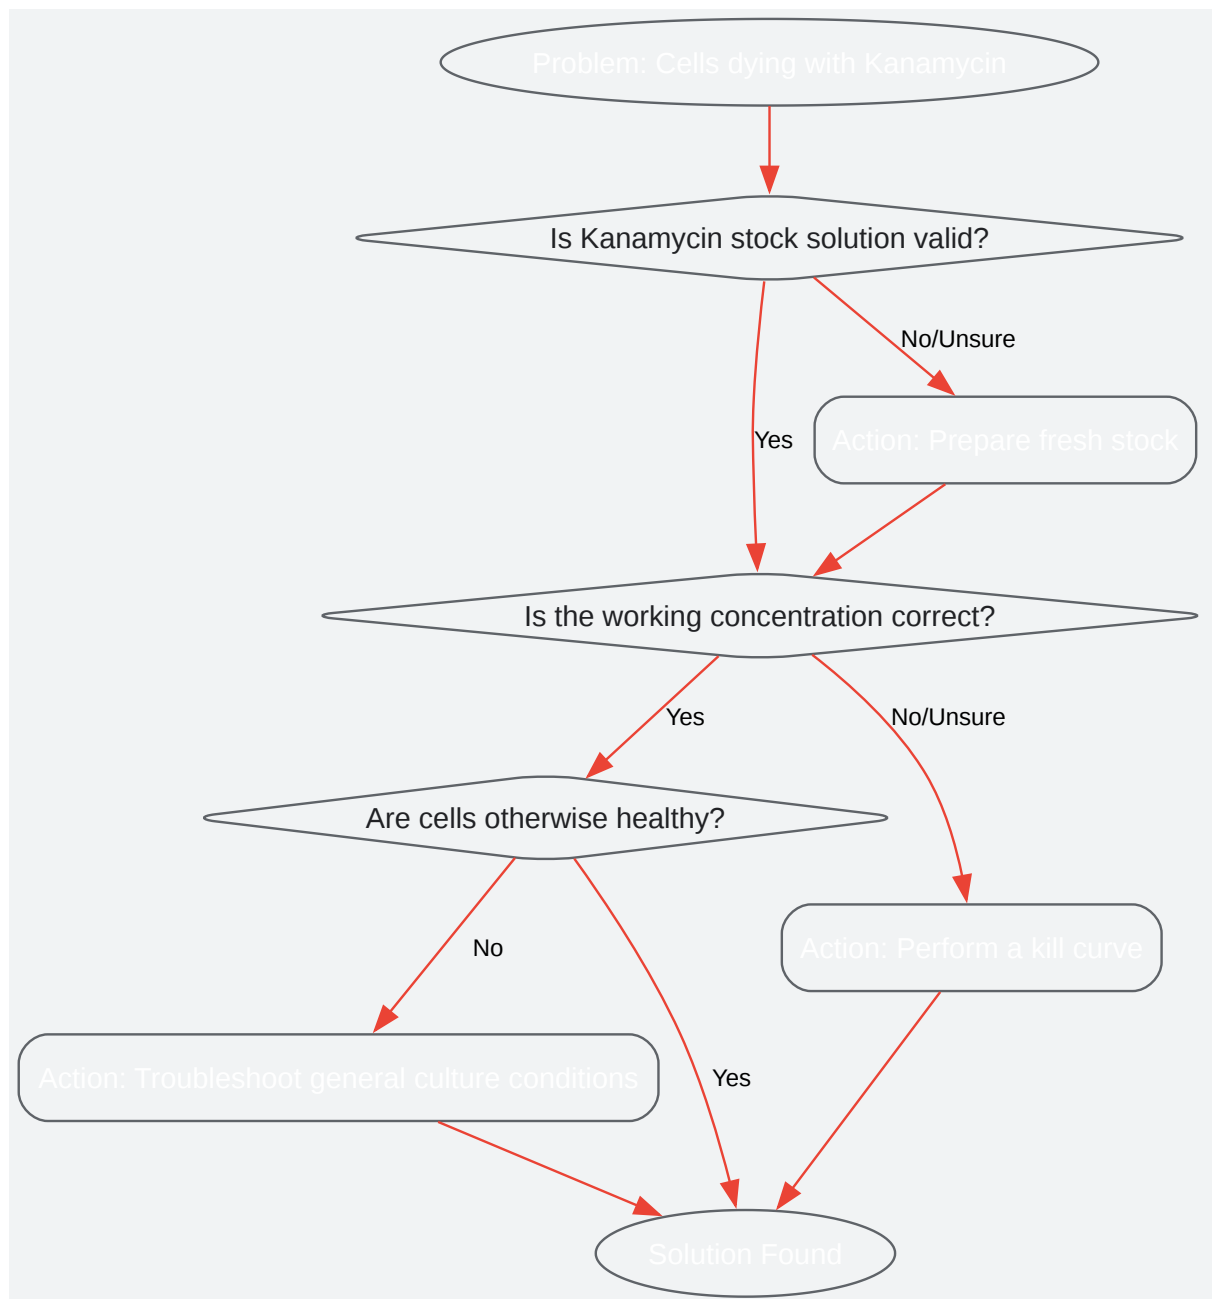 Problem: Cells dying with Kanamycin
Is Kanamycin stock solution valid?
No/Unsure
Yes
Action: Prepare fresh stock
Is the working concentration correct?
Yes
No/Unsure
Are cells otherwise healthy?
No
Action: Perform a kill curve
Action: Troubleshoot general culture conditions
Yes
Solution Found